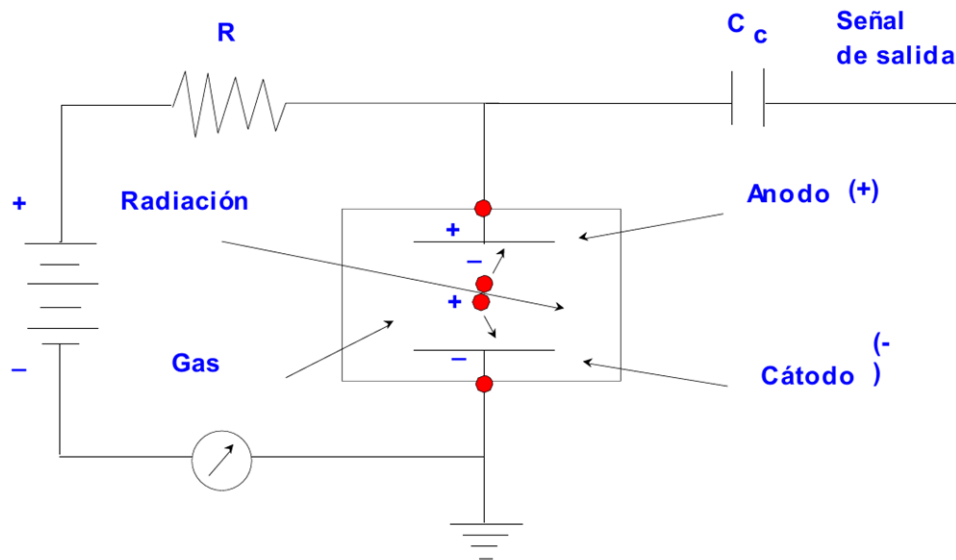 R
C c
Señal
de salida
+
Radiación
Anodo (+)
+
–
+
–
Gas
Cátodo (-
)
–